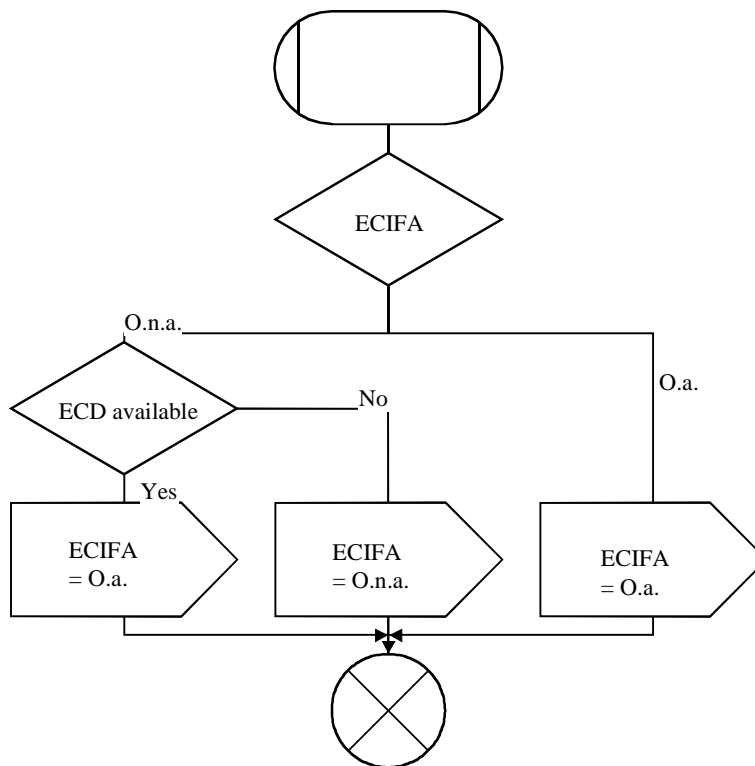 ECIFA
O.n.a.
O.a.
ECD available
No
Yes
ECIFA
= O.a.
ECIFA
= O.n.a.
ECIFA
= O.a.